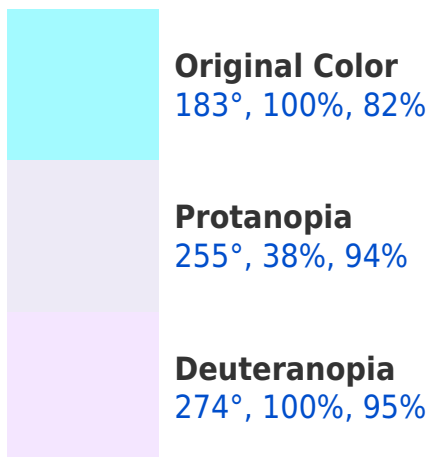 Original Color
183°, 100%, 82%
Protanopia
255°, 38%, 94%
Deuteranopia
274°, 100%, 95%